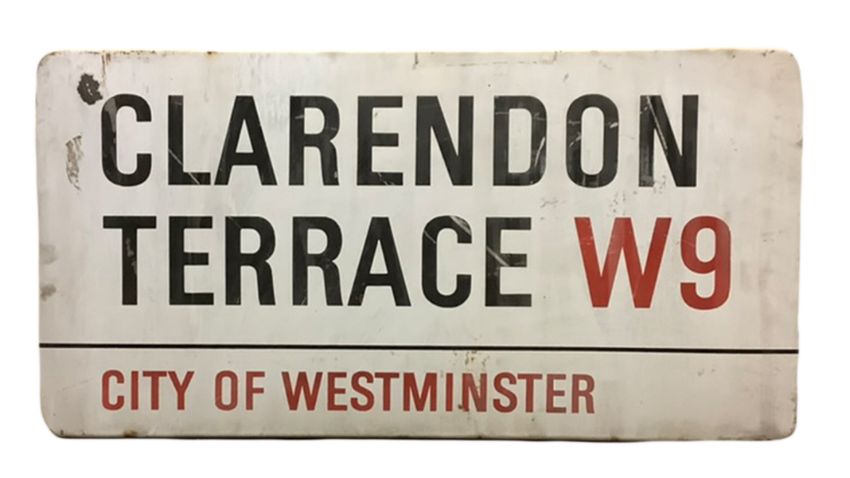 CLARENDON
TERRACE W9
CITY OF WESTMINSTER